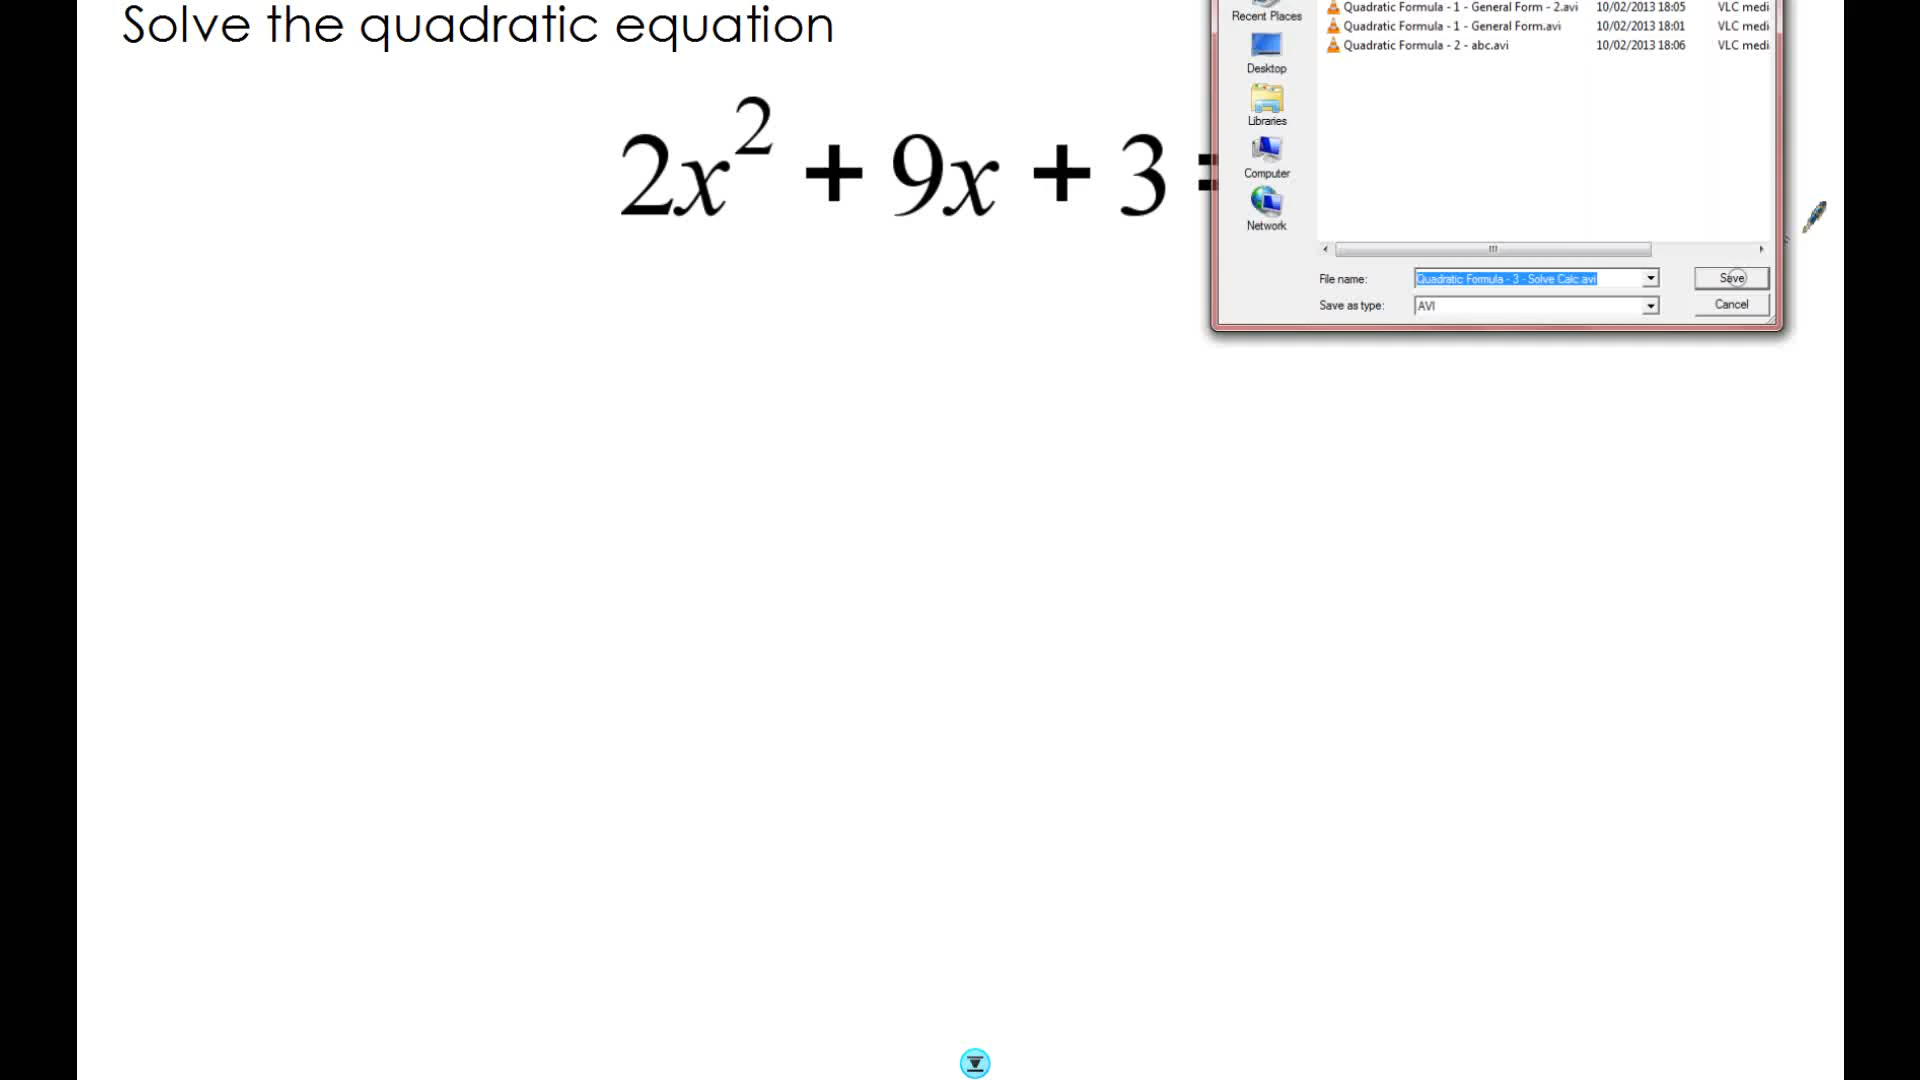 Solve the quadratic equation
2x² + 9x + 3 =
Recent Places
Desktop
Libraries
Computer
Network
Quadratic Formula - 1 - General Form - 2.avi 10/02/2013 18:05 VLC medi
Quadratic Formula - 1 - General Form.avi 10/02/2013 18:01 VLC medi
Quadratic Formula - 2 - abc.avi 10/02/2013 18:06 VLC medi
File name: Quadratic Formula - 3 - Solve Calc.avi Save
Save as type: AVI Cancel